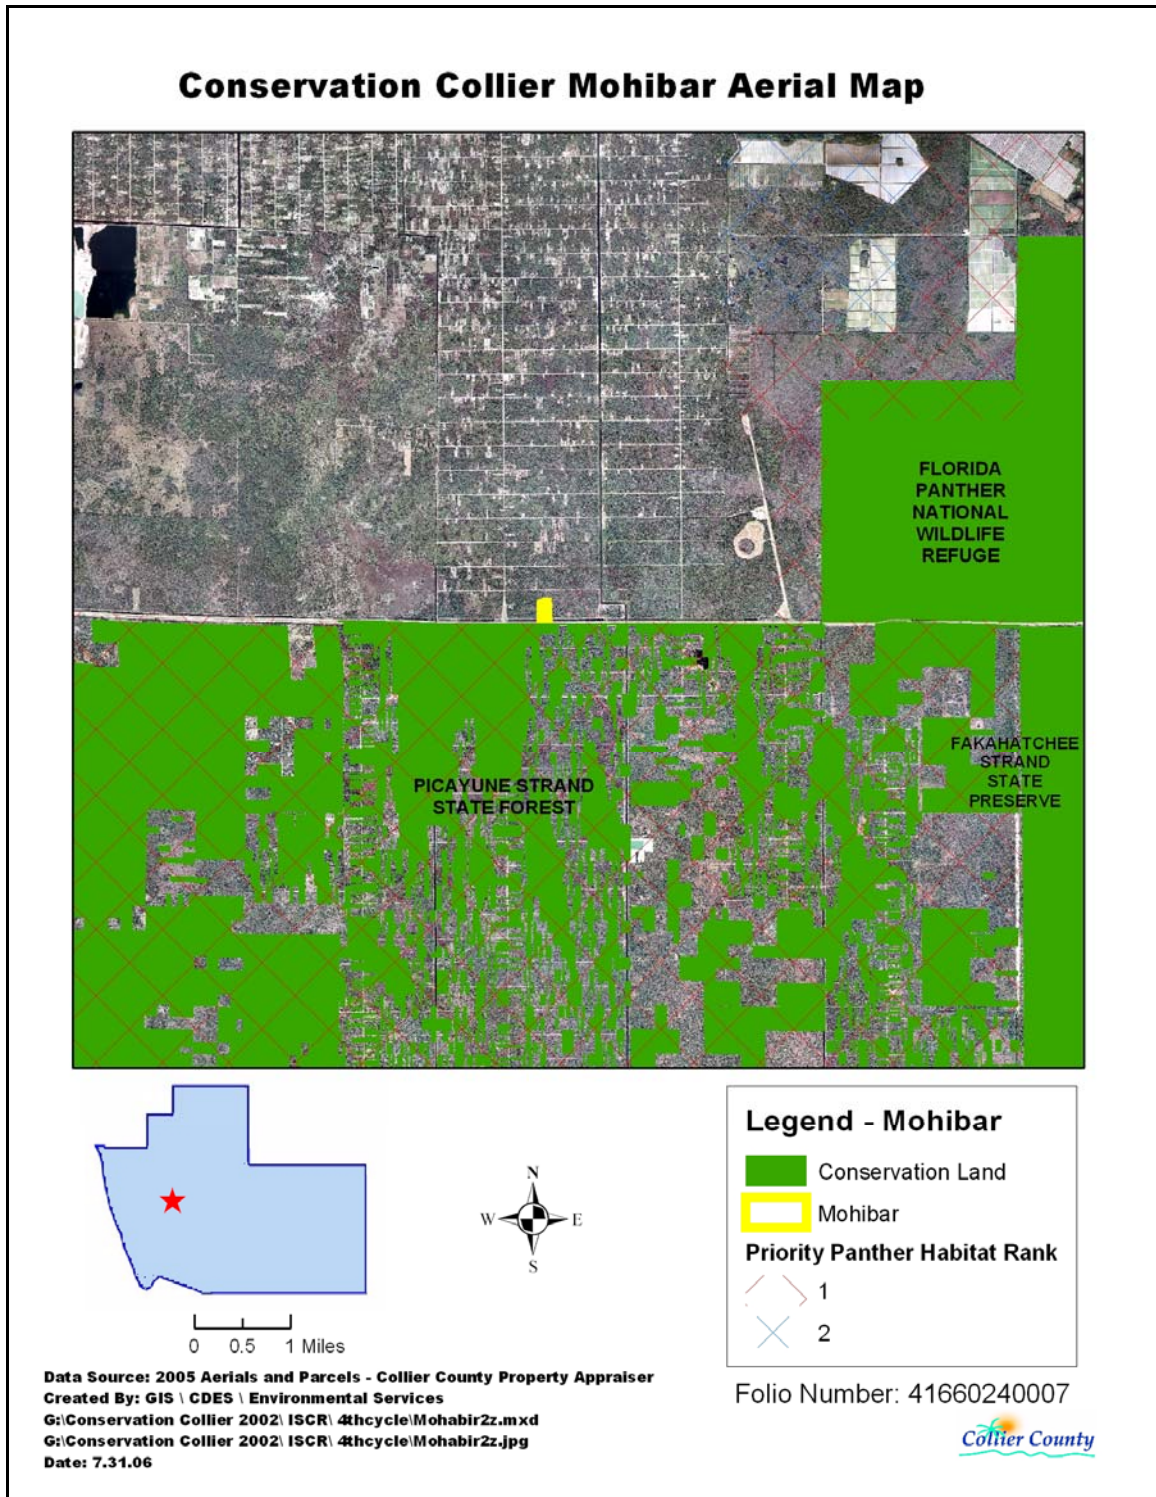 Conservation Collier Mohibar Aerial Map
FLORIDA
PANTHER
NATIONAL
WILDLIFE
REFUGE
PICAYUNE STRAND
STATE FOREST
FAKAHATCHEE
STRAND
STATE
PRESERVE
N
W E
S
0 0.5 1 Miles
Legend - Mohibar
Conservation Land
Mohibar
Priority Panther Habitat Rank
1
2
Data Source: 2005 Aerials and Parcels - Collier County Property Appraiser
Created By: GIS \ CDES \ Environmental Services
G:\Conservation Collier 2002\ ISCR\ 4thcycle\Mohabir2z.mxd
G:\Conservation Collier 2002\ ISCR\ 4thcycle\Mohabir2z.jpg
Date: 7.31.06
Folio Number: 41660240007
Collier County